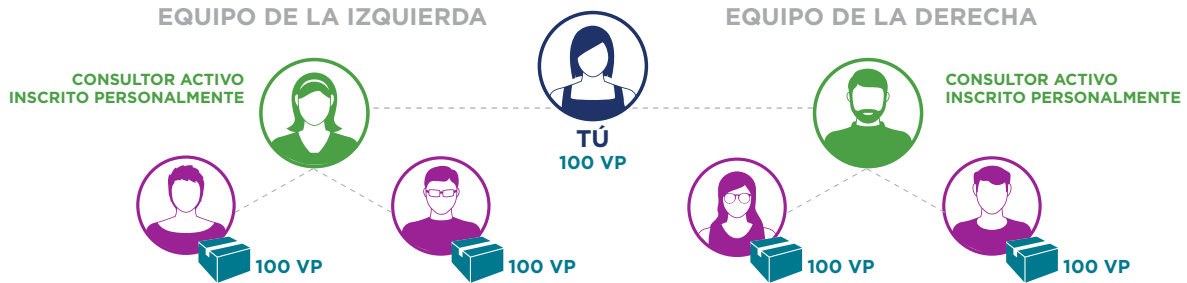 EQUIPO DE LA IZQUIERDA
EQUIPO DE LA DERECHA
CONSULTOR ACTIVO
INSCRITO PERSONALMENTE
CONSULTOR ACTIVO
INSCRITO PERSONALMENTE
TÚ
100 VP
100 VP
100 VP
100 VP
100 VP